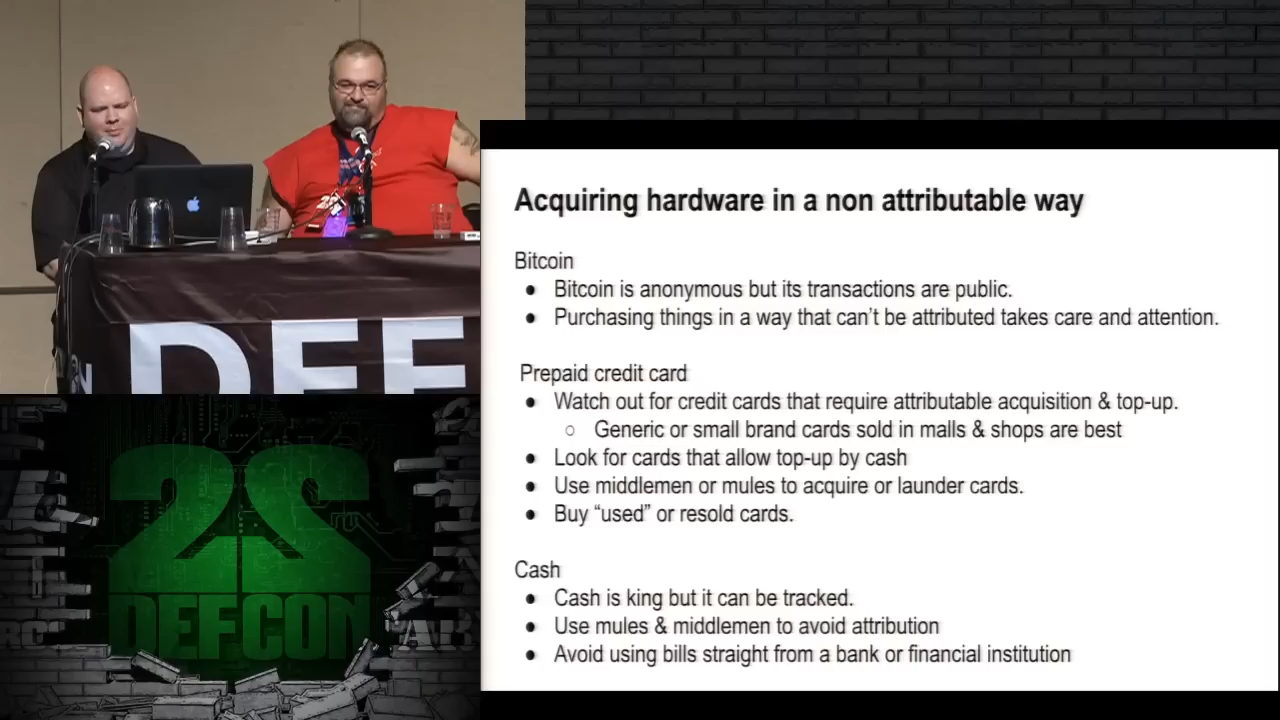 Acquiring hardware in a non attributable way
Bitcoin
● Bitcoin is anonymous but its transactions are public.
● Purchasing things in a way that can't be attributed takes care and attention.
Prepaid credit card
● Watch out for credit cards that require attributable acquisition & top-up.
○ Generic or small brand cards sold in malls & shops are best
● Look for cards that allow top-up by cash
● Use middlemen or mules to acquire or launder cards.
● Buy “used” or resold cards.
Cash
● Cash is king but it can be tracked.
● Use mules & middlemen to avoid attribution
● Avoid using bills straight from a bank or financial institution
N DEF
22
DEFCON